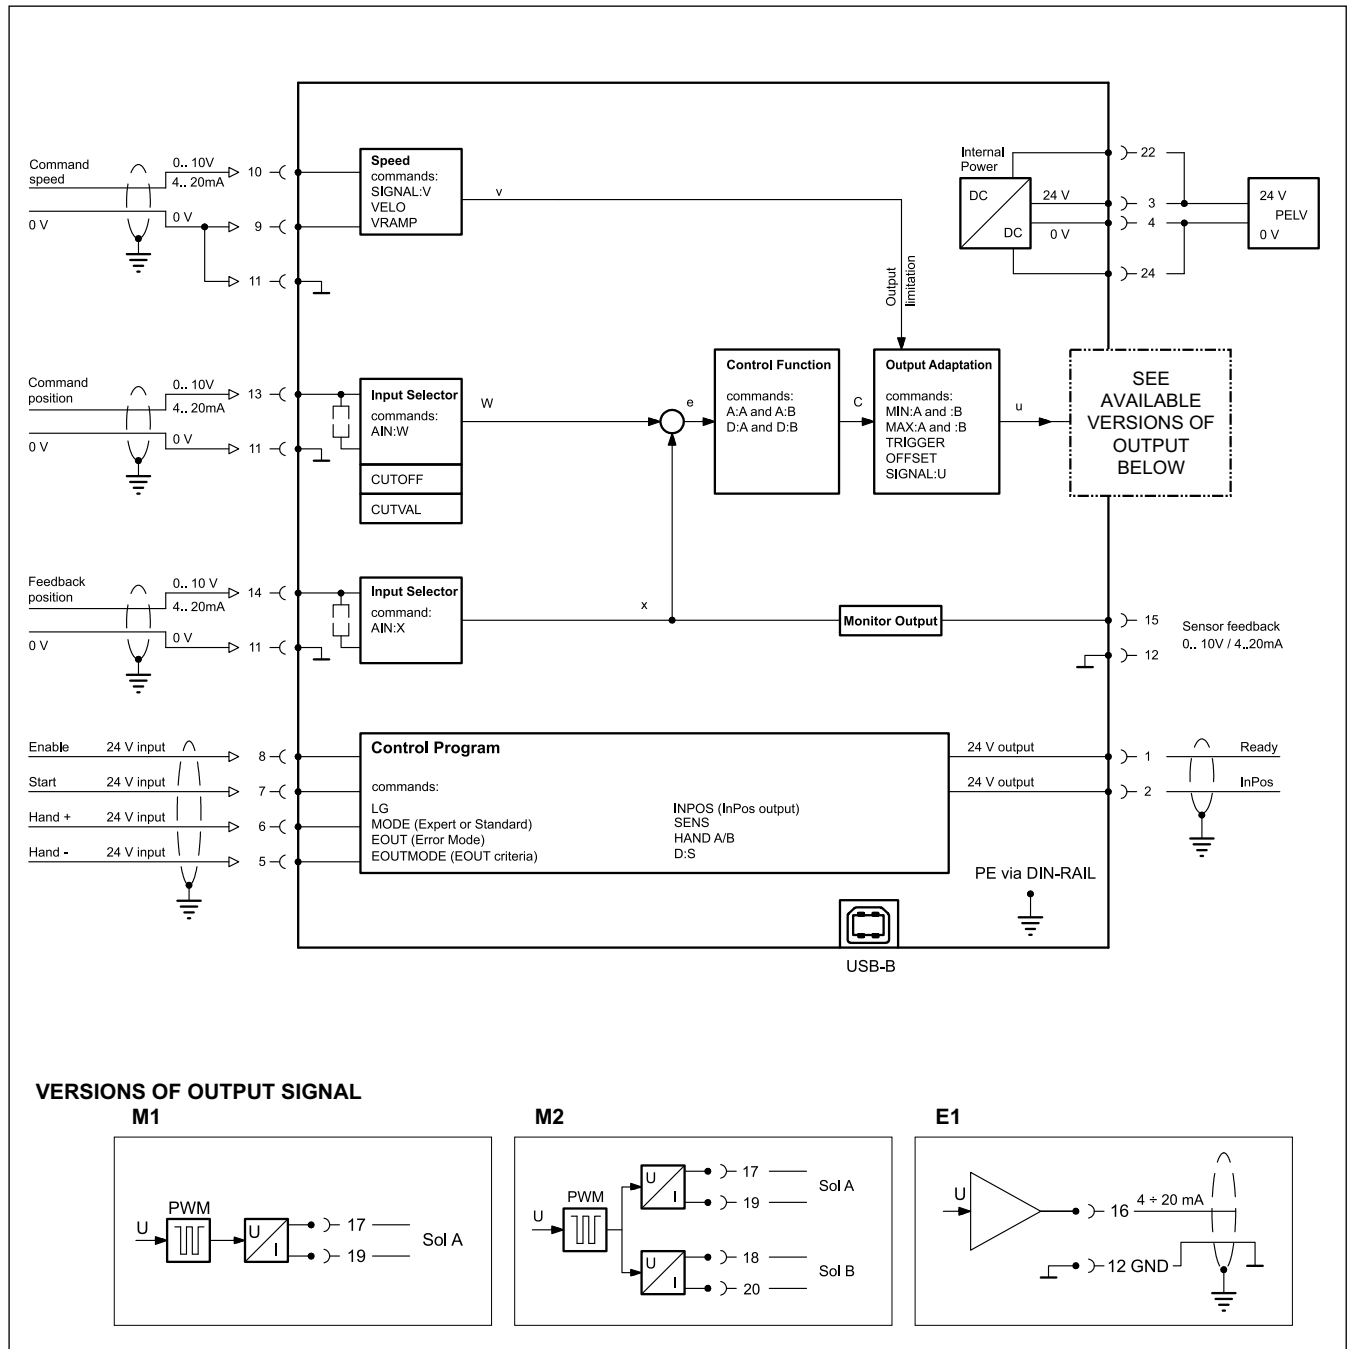 Command
speed
0.. 10V
4.. 20mA
10
0 V
0 V
9
11
Speed
commands:
SIGNAL:V
VELO
VRAMP
v
Output
limitation
Internal
Power
DC
DC
24 V
0 V
22
3
4
24
24 V
PELV
0 V
Command
position
0.. 10V
4.. 20mA
13
0 V
0 V
11
Input Selector
commands:
AIN:W
CUTOFF
CUTVAL
W
e
Control Function
commands:
A:A and A:B
D:A and D:B
C
Output Adaptation
commands:
MIN:A and :B
MAX:A and :B
TRIGGER
OFFSET
SIGNAL:U
u
SEE
AVAILABLE
VERSIONS OF
OUTPUT
BELOW
Feedback
position
0.. 10 V
4.. 20mA
14
0 V
0 V
11
Input Selector
command:
AIN:X
x
Monitor Output
15
12
Sensor feedback
0.. 10V / 4..20mA
Enable 24 V input 8
Start 24 V input 7
Hand + 24 V input 6
Hand - 24 V input 5
Control Program
commands:
LG
MODE (Expert or Standard)
EOUT (Error Mode)
EOUTMODE (EOUT criteria)
INPOS (InPos output)
SENS
HAND A/B
D:S
24 V output 1 Ready
24 V output 2 InPos
PE via DIN-RAIL
USB-B
VERSIONS OF OUTPUT SIGNAL
M1
U
PWM
U
I
17
19
Sol A
M2
U
PWM
U
I
17
19
Sol A
U
I
18
20
Sol B
E1
U
16
4 ÷ 20 mA
12 GND